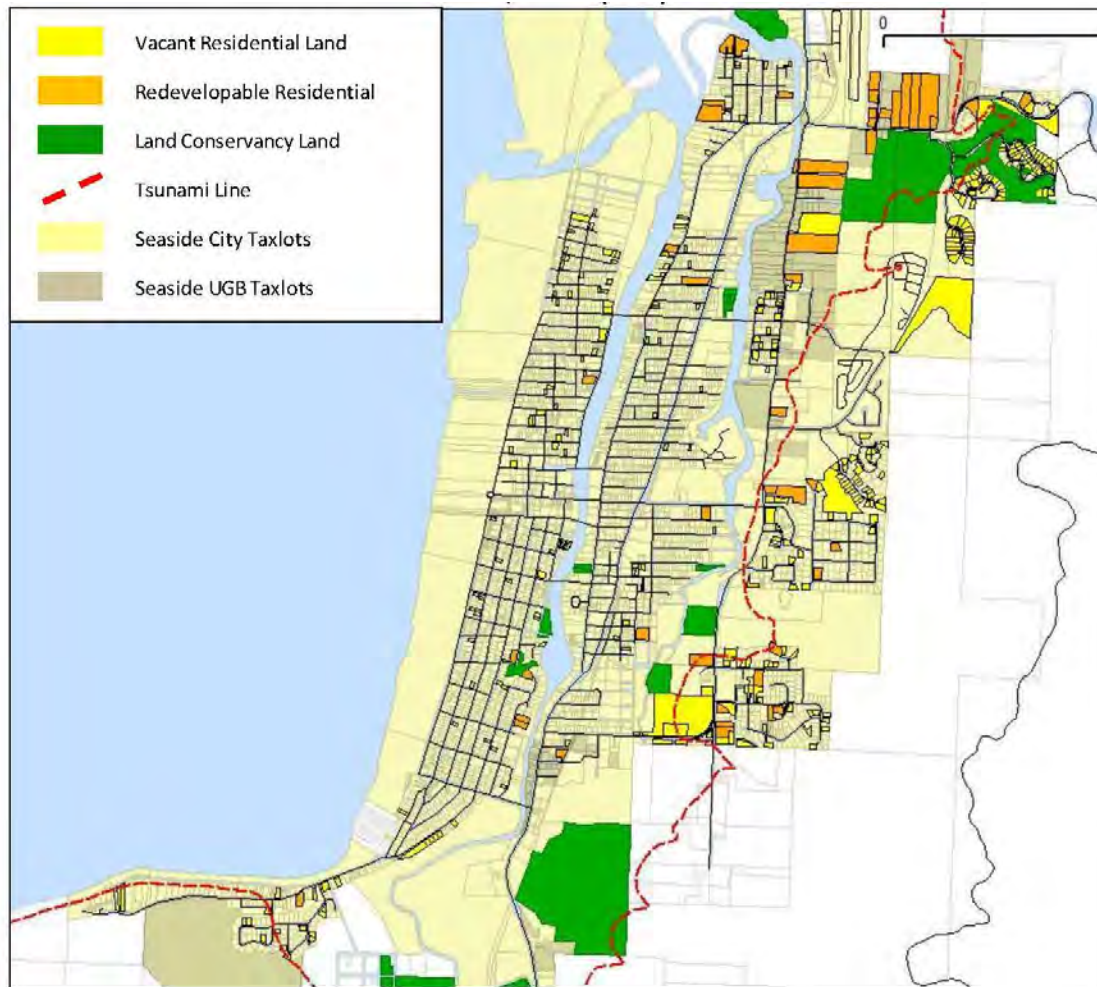 Vacant Residential Land
Redevelopable Residential
Land Conservancy Land
Tsunami Line
Seaside City Taxlots
Seaside UGB Taxlots
0